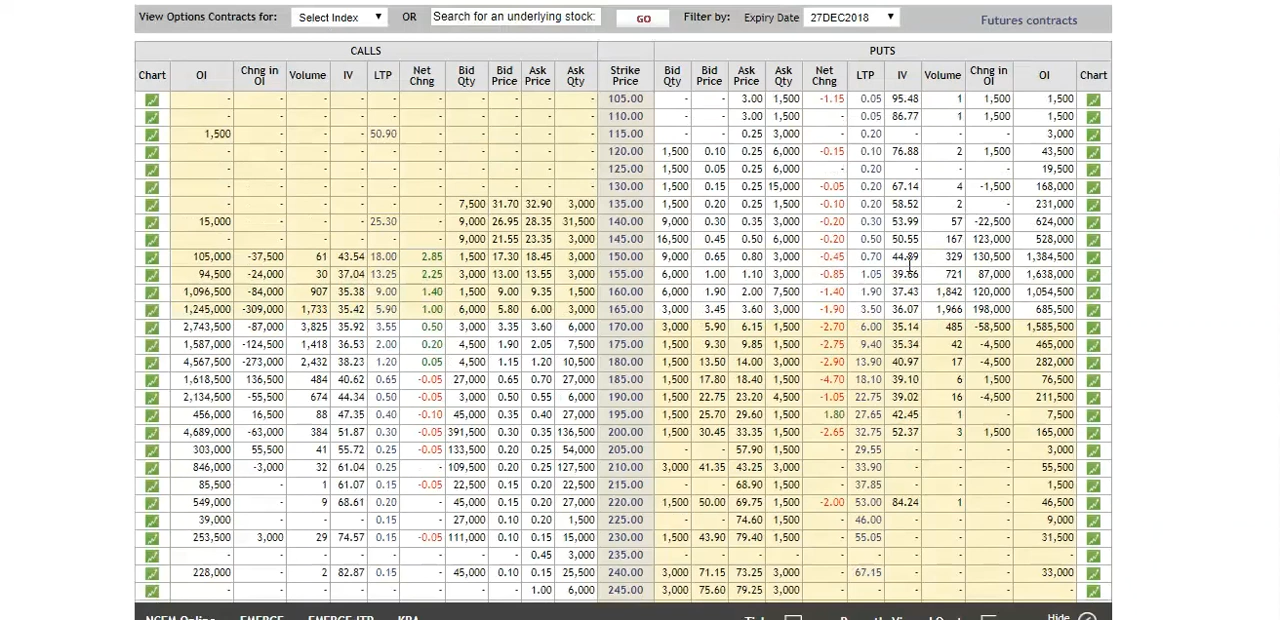 View Options Contracts for: Select Index OR Search for an underlying stock: GO Filter by: Expiry Date 27DEC2018 Futures contracts
CALLS PUTS
Chart OI Chng in OI Volume IV LTP Net Chng Bid Qty Bid Price Ask Price Ask Qty Strike Price Bid Qty Bid Price Ask Price Ask Qty Net Chng LTP IV Volume Chng in OI OI Chart
- - - - - - - - - - 105.00 - - 3.00 1,500 -1.15 0.05 95.48 1 1,500 1,500
- - - - - - - - - - 110.00 - - 3.00 1,500 - 0.05 86.77 1 1,500 1,500
1,500 - - - 50.90 - - - - - 115.00 - - 0.25 3,000 - 0.20 - - - 3,000
- - - - - - - - - - 120.00 1,500 0.10 0.25 6,000 -0.15 0.10 76.88 2 1,500 43,500
- - - - - - - - - - 125.00 1,500 0.05 0.25 6,000 - 0.20 - - - 19,500
- - - - - - - - - - 130.00 1,500 0.15 0.25 15,000 -0.05 0.20 67.14 4 -1,500 168,000
- - - - - - 7,500 31.70 32.90 3,000 135.00 1,500 0.20 0.25 1,500 -0.10 0.20 58.52 2 - 231,000
15,000 - - - 25.30 - 9,000 26.95 28.35 31,500 140.00 9,000 0.30 0.35 3,000 -0.20 0.30 53.99 57 -22,500 624,000
- - - - - - 9,000 21.55 23.35 3,000 145.00 16,500 0.45 0.50 6,000 -0.20 0.50 50.55 167 123,000 528,000
105,000 -37,500 61 43.54 18.00 2.85 1,500 17.30 18.45 3,000 150.00 9,000 0.65 0.80 3,000 -0.45 0.70 329 130,500 1,384,500
94,500 -24,000 30 37.04 13.25 2.25 3,000 13.00 13.55 3,000 155.00 6,000 1.00 1.10 3,000 -0.85 1.05 721 87,000 1,638,000
1,096,500 -84,000 907 35.38 9.00 1.40 1,500 9.00 9.35 1,500 160.00 6,000 1.90 2.00 7,500 -1.40 1.90 37.43 1,842 120,000 1,054,500
1,245,000 -309,000 1,733 35.42 5.90 1.00 6,000 5.80 6.00 3,000 165.00 3,000 3.45 3.60 3,000 -1.90 3.50 36.07 1,966 198,000 685,500
2,743,500 -87,000 3,825 35.92 3.55 0.50 3,000 3.35 3.60 6,000 170.00 3,000 5.90 6.15 1,500 -2.70 6.00 35.14 485 -58,500 1,585,500
1,587,000 -124,500 1,418 36.53 2.00 0.20 4,500 1.90 2.05 7,500 175.00 1,500 9.30 9.85 1,500 -2.75 9.40 35.34 42 -4,500 465,000
4,567,500 -273,000 2,432 38.23 1.20 0.05 4,500 1.15 1.20 10,500 180.00 1,500 13.50 14.00 3,000 -2.90 13.90 40.97 17 -4,500 282,000
1,618,500 136,500 484 40.62 0.65 -0.05 27,000 0.65 0.70 27,000 185.00 1,500 17.80 18.40 1,500 -4.70 18.10 39.10 6 1,500 76,500
2,134,500 -55,500 674 44.34 0.50 -0.05 3,000 0.50 0.55 6,000 190.00 1,500 22.75 23.20 4,500 -1.05 22.75 39.02 16 -4,500 211,500
456,000 16,500 88 47.35 0.40 -0.10 45,000 0.35 0.40 27,000 195.00 1,500 25.70 29.60 1,500 1.80 27.65 42.45 1 - 7,500
4,689,000 -63,000 384 51.87 0.30 -0.05 391,500 0.30 0.35 136,500 200.00 1,500 30.45 33.35 1,500 -2.65 32.75 52.37 3 1,500 165,000
303,000 55,500 41 55.72 0.25 -0.05 133,500 0.20 0.25 54,000 205.00 - - 57.90 1,500 - 29.55 - - - 3,000
846,000 -3,000 32 61.04 0.25 - 109,500 0.20 0.25 127,500 210.00 3,000 41.35 43.25 3,000 - 33.90 - - - 55,500
85,500 - 1 61.07 0.15 -0.05 22,500 0.15 0.20 22,500 215.00 - - 68.90 1,500 - 37.85 - - - 1,500
549,000 - 9 68.61 0.20 - 45,000 0.15 0.20 27,000 220.00 1,500 50.00 69.75 1,500 -2.00 53.00 84.24 1 - 46,500
39,000 - - - 0.15 - 27,000 0.10 0.20 1,500 225.00 - - 74.60 1,500 - 46.00 - - - 9,000
253,500 3,000 29 74.57 0.15 -0.05 111,000 0.10 0.15 15,000 230.00 1,500 43.90 79.40 1,500 - 55.05 - - - 31,500
- - - - - - - - 0.45 3,000 235.00 - - - - - - - - - -
228,000 - 2 82.87 0.15 - 45,000 0.10 0.15 25,500 240.00 3,000 71.15 73.25 3,000 - 67.15 - - - 33,000
- - - - - - - - 1.00 6,000 245.00 3,000 75.60 79.25 3,000 - - - - - -
Hide